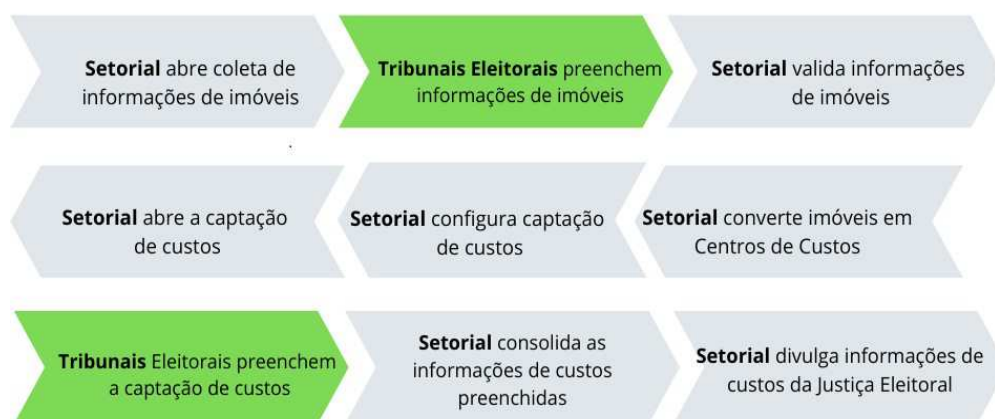 Setorial abre coleta de
informações de imóveis
Tribunais Eleitorais preenchem
informações de imóveis
Setorial valida informações
de imóveis
Setorial abre a captação
de custos
Setorial configura captação
de custos
Setorial converte imóveis em
Centros de Custos
Tribunais Eleitorais preenchem
a captação de custos
Setorial consolida as
informações de custos
preenchidas
Setorial divulga informações de
custos da Justiça Eleitoral